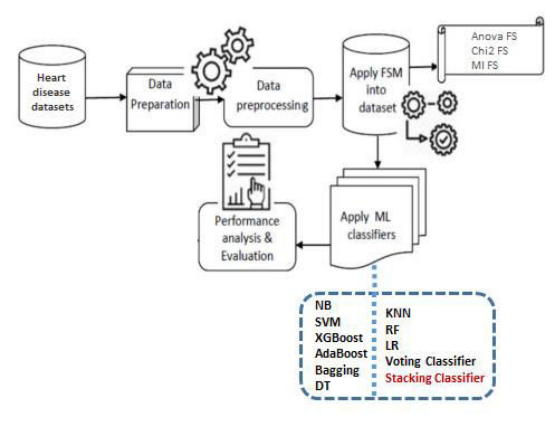 Heart
disease
datasets
Data
Preparation
Data
preprocessing
Apply FSM
into
dataset
Anova FS
Chi2 FS
MI FS
Apply ML
classifiers
Performance
analysis &
Evaluation
NB
SVM
XGBoost
AdaBoost
Bagging
DT
KNN
RF
LR
Voting Classifier
Stacking Classifier